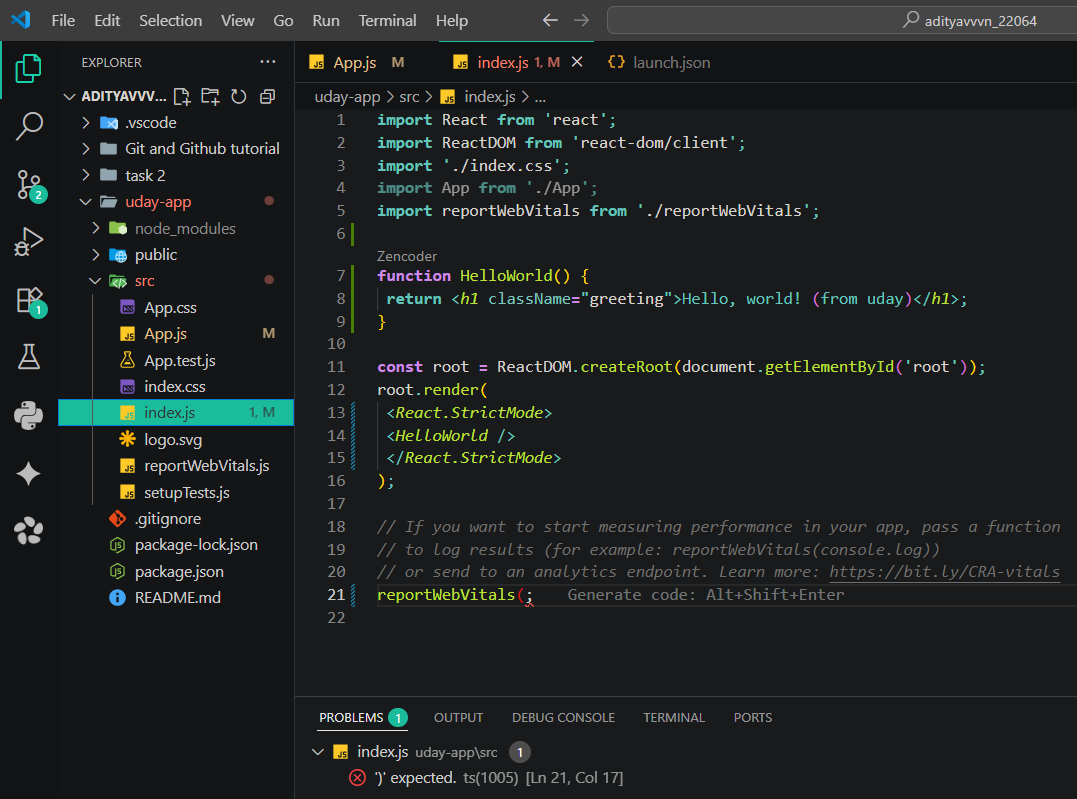 File Edit Selection View Go Run Terminal Help
adityavvvn_22064
EXPLORER
ADITYAVVV...
.vscode
Git and Github tutorial
task 2
uday-app
node_modules
public
src
App.css
App.js M
App.test.js
index.css
index.js 1, M
logo.svg
reportWebVitals.js
setupTests.js
.gitignore
package-lock.json
package.json
README.md
2
1
App.js M
index.js 1, M
launch.json
uday-app > src > index.js > ...
1 import React from 'react';
2 import ReactDOM from 'react-dom/client';
3 import './index.css';
4 import App from './App';
5 import reportWebVitals from './reportWebVitals';
6
Zencoder
7 function HelloWorld() {
8 return <h1 className="greeting">Hello, world! (from uday)</h1>;
9 }
10
11 const root = ReactDOM.createRoot(document.getElementById('root'));
12 root.render(
13 <React.StrictMode>
14 <HelloWorld />
15 </React.StrictMode>
16 );
17
18 // If you want to start measuring performance in your app, pass a function
19 // to log results (for example: reportWebVitals(console.log))
20 // or send to an analytics endpoint. Learn more: https://bit.ly/CRA-vitals
21 reportWebVitals(; Generate code: Alt+Shift+Enter
22
PROBLEMS 1 OUTPUT DEBUG CONSOLE TERMINAL PORTS
index.js uday-app\src 1
')' expected. ts(1005) [Ln 21, Col 17]